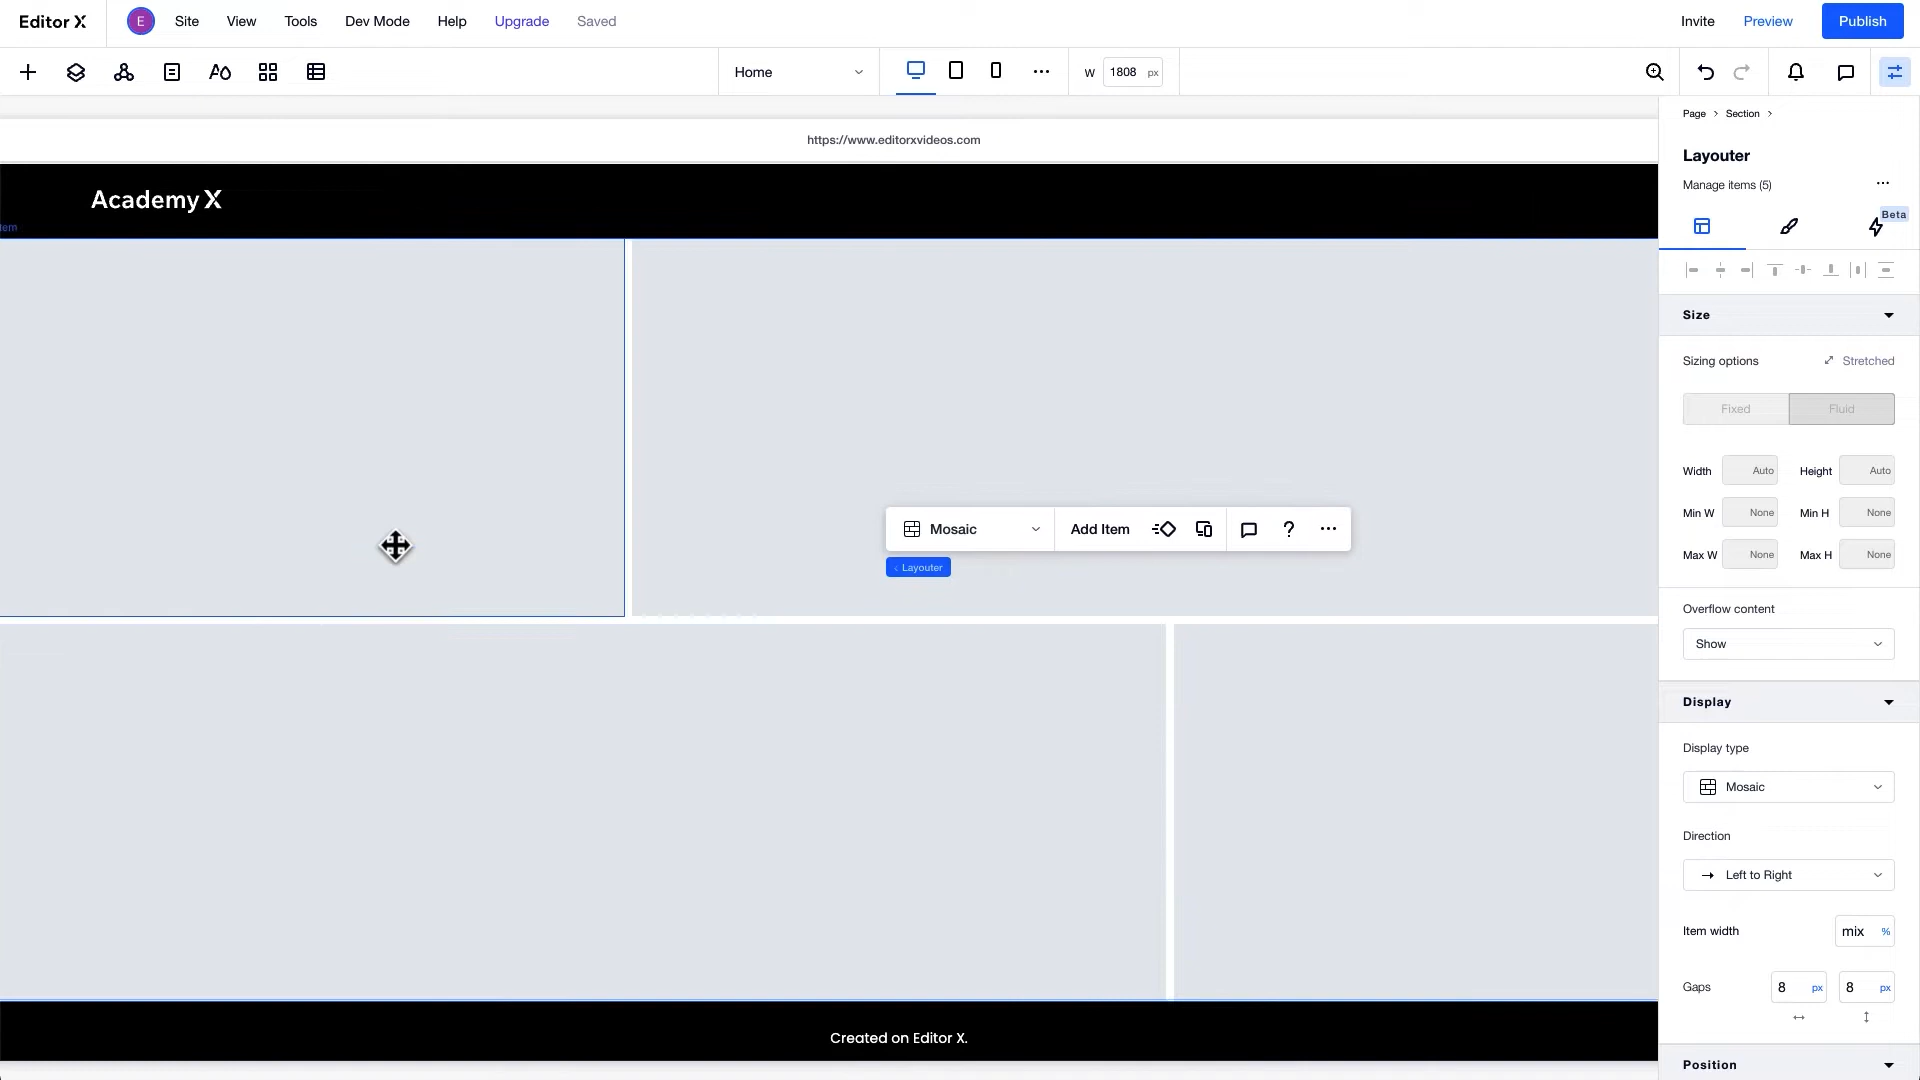 Editor X
E
Site
View
Tools
Dev Mode
Help
Upgrade
Saved
Invite
Preview
Publish
Home
W
1808
px
Page
Section
https://www.editorxvideos.com
Layouter
Manage items (5)
Academy X
Beta
tem
Size
Sizing options
Stretched
Fixed
Fluid
Width
Auto
Height
Auto
Min W
None
Min H
None
Mosaic
Add Item
?
Layouter
Max W
None
Max H
None
Overflow content
Show
Display
Display type
Mosaic
Direction
Left to Right
Item width
mix
%
Gaps
8
px
8
px
Created on Editor X.
Position